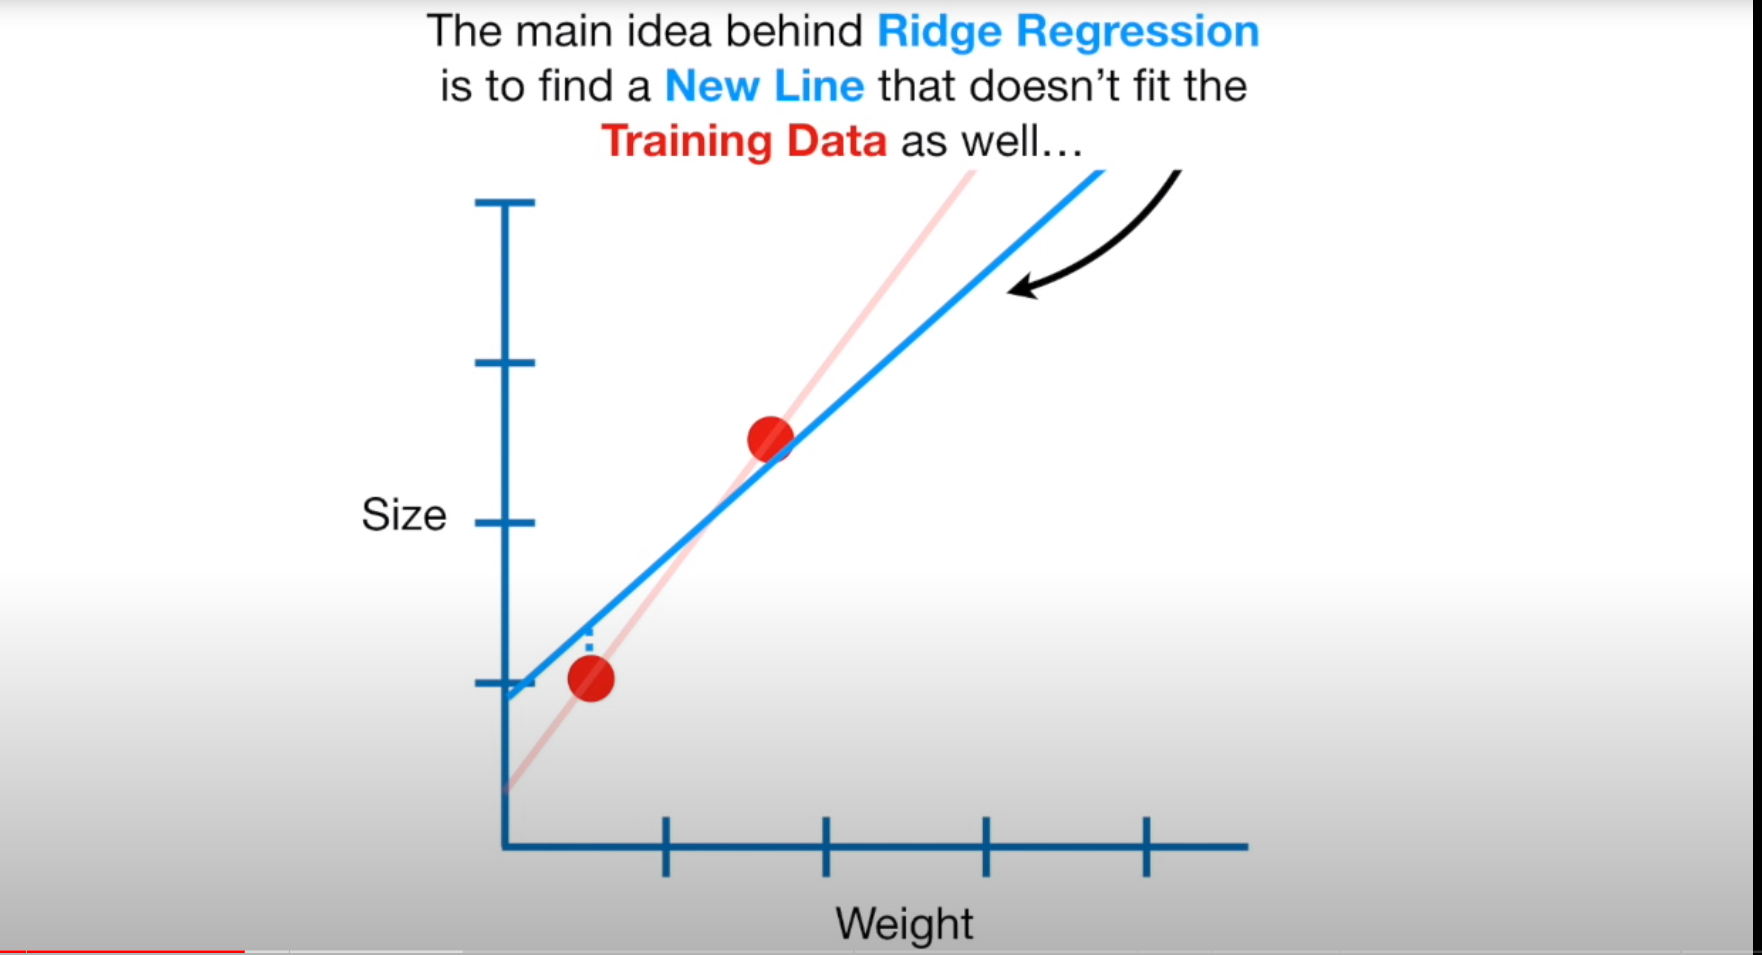 The main idea behind Ridge Regression
is to find a New Line that doesn’t fit the
Training Data as well…
Size
Weight